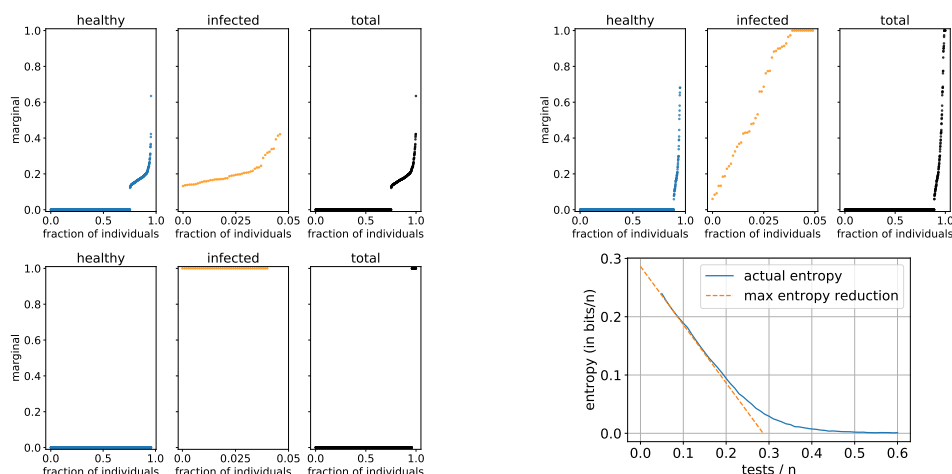 healthy infected total
1.0
0.8
0.6
0.4
0.2
0.0
marginal
0.0 0.5 1.0 0.00 0.025 0.05 0.0 0.5 1.0
fraction of individuals fraction of individuals fraction of individuals
healthy infected total
1.0
0.8
0.6
0.4
0.2
0.0
marginal
0.0 0.5 1.0 0.00 0.025 0.05 0.0 0.5 1.0
fraction of individuals fraction of individuals fraction of individuals
healthy infected total
1.0
0.8
0.6
0.4
0.2
0.0
marginal
0.0 0.5 1.0 0.00 0.025 0.05 0.0 0.5 1.0
fraction of individuals fraction of individuals fraction of individuals
0.3
0.2
0.1
0.0
entropy (in bits/n)
actual entropy
max entropy reduction
0.0 0.1 0.2 0.3 0.4 0.5 0.6
tests / n